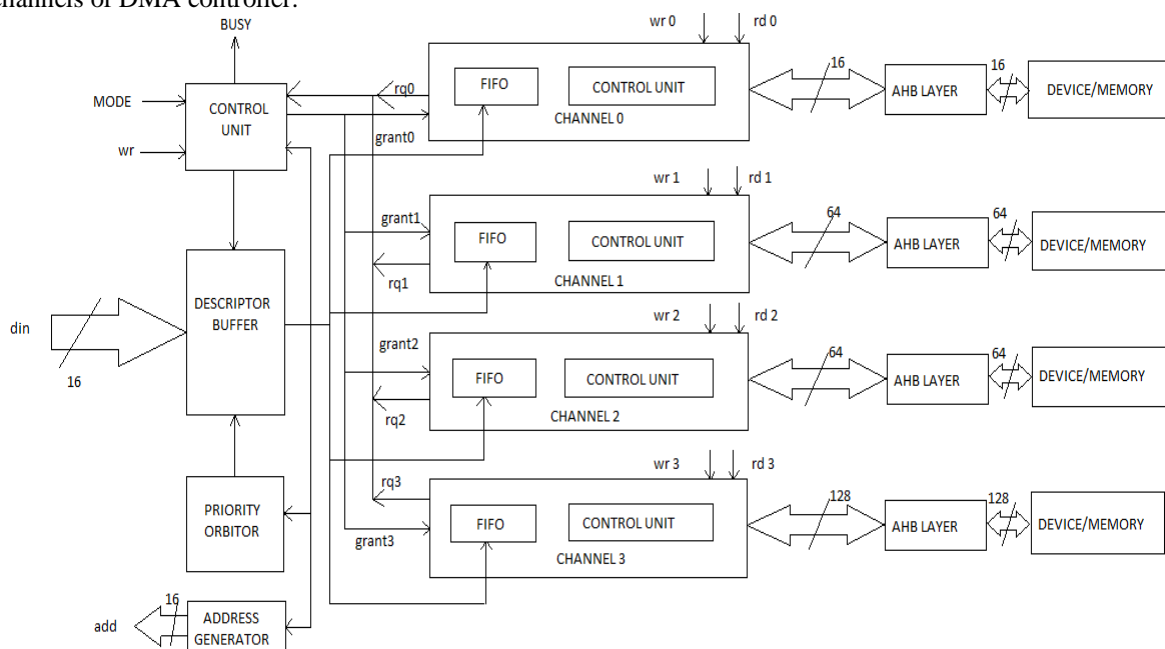 channels of DMA controller.
BUSY
MODE
wr
CONTROL
UNIT
din
16
DESCRIPTOR
BUFFER
PRIORITY
ORBITOR
add
16
ADDRESS
GENERATOR
rq0
grant0
wr 0
rd 0
FIFO
CONTROL UNIT
CHANNEL 0
16
AHB LAYER
16
DEVICE/MEMORY
grant1
rq1
wr 1
rd 1
FIFO
CONTROL UNIT
CHANNEL 1
64
AHB LAYER
64
DEVICE/MEMORY
grant2
rq2
wr 2
rd 2
FIFO
CONTROL UNIT
CHANNEL 2
64
AHB LAYER
64
DEVICE/MEMORY
rq3
grant3
wr 3
rd 3
FIFO
CONTROL UNIT
CHANNEL 3
128
AHB LAYER
128
DEVICE/MEMORY